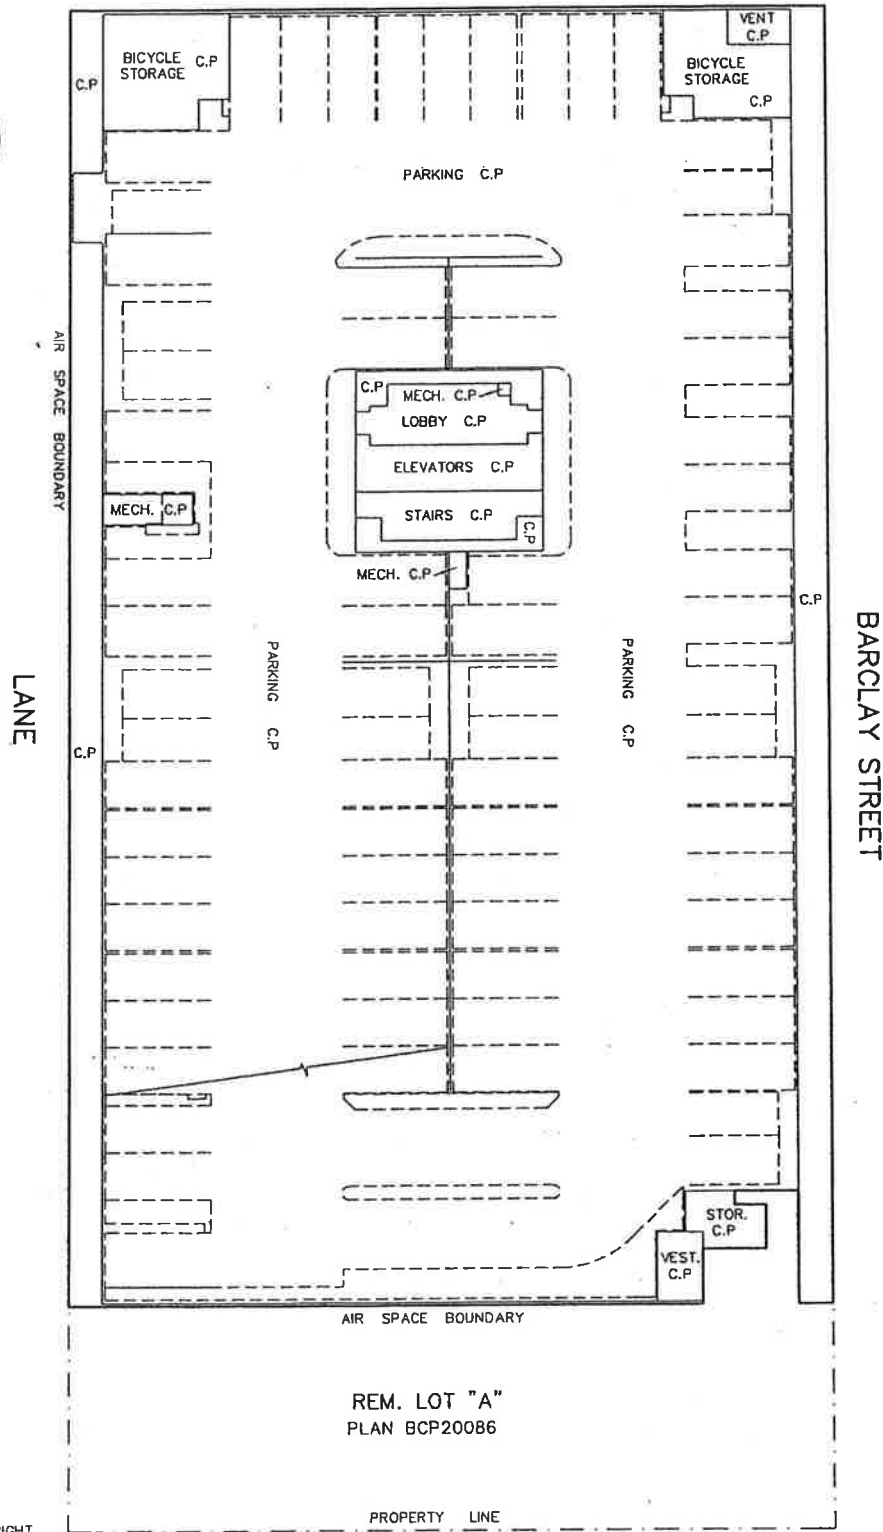 VENT
C.P
BICYCLE C.P
STORAGE
BICYCLE
STORAGE
C.P
C.P
PARKING C.P
AIR SPACE BOUNDARY
C.P
MECH. C.P
LOBBY C.P
ELEVATORS C.P
STAIRS C.P
C.P
MECH. C.P
MECH. C.P
C.P
PARKING C.P
PARKING C.P
C.P
LANE
BARCLAY STREET
STOR.
C.P
VEST.
C.P
AIR SPACE BOUNDARY
REM. LOT "A"
PLAN BCP20086
PROPERTY LINE